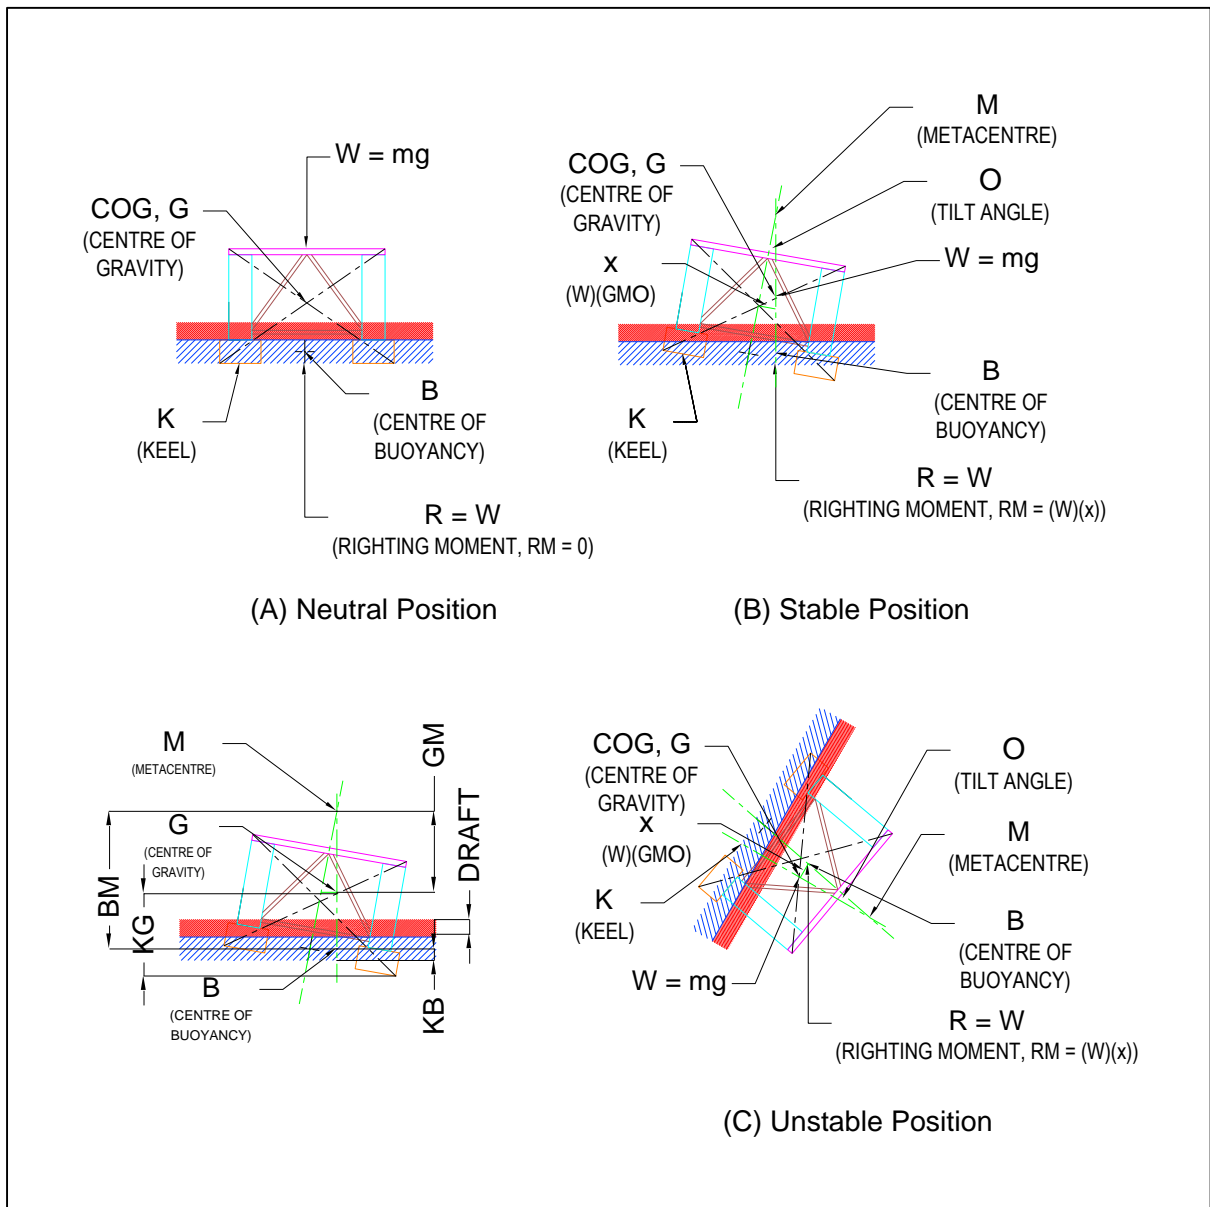 W = mg
COG, G
(CENTRE OF
GRAVITY)
K
(KEEL)
B
(CENTRE OF
BUOYANCY)
R = W
(RIGHTING MOMENT, RM = 0)
(A) Neutral Position
M
(METACENTRE)
COG, G
(CENTRE OF
GRAVITY)
O
(TILT ANGLE)
x
(W)(GMO)
W = mg
B
(CENTRE OF
BUOYANCY)
K
(KEEL)
R = W
(RIGHTING MOMENT, RM = (W)(x))
(B) Stable Position
M
(METACENTRE)
GM
G
(CENTRE OF
GRAVITY)
DRAFT
BM
KG
B
(CENTRE OF
BUOYANCY)
KB
COG, G
(CENTRE OF
GRAVITY)
x
(W)(GMO)
K
(KEEL)
W = mg
O
(TILT ANGLE)
M
(METACENTRE)
B
(CENTRE OF
BUOYANCY)
R = W
(RIGHTING MOMENT, RM = (W)(x))
(C) Unstable Position